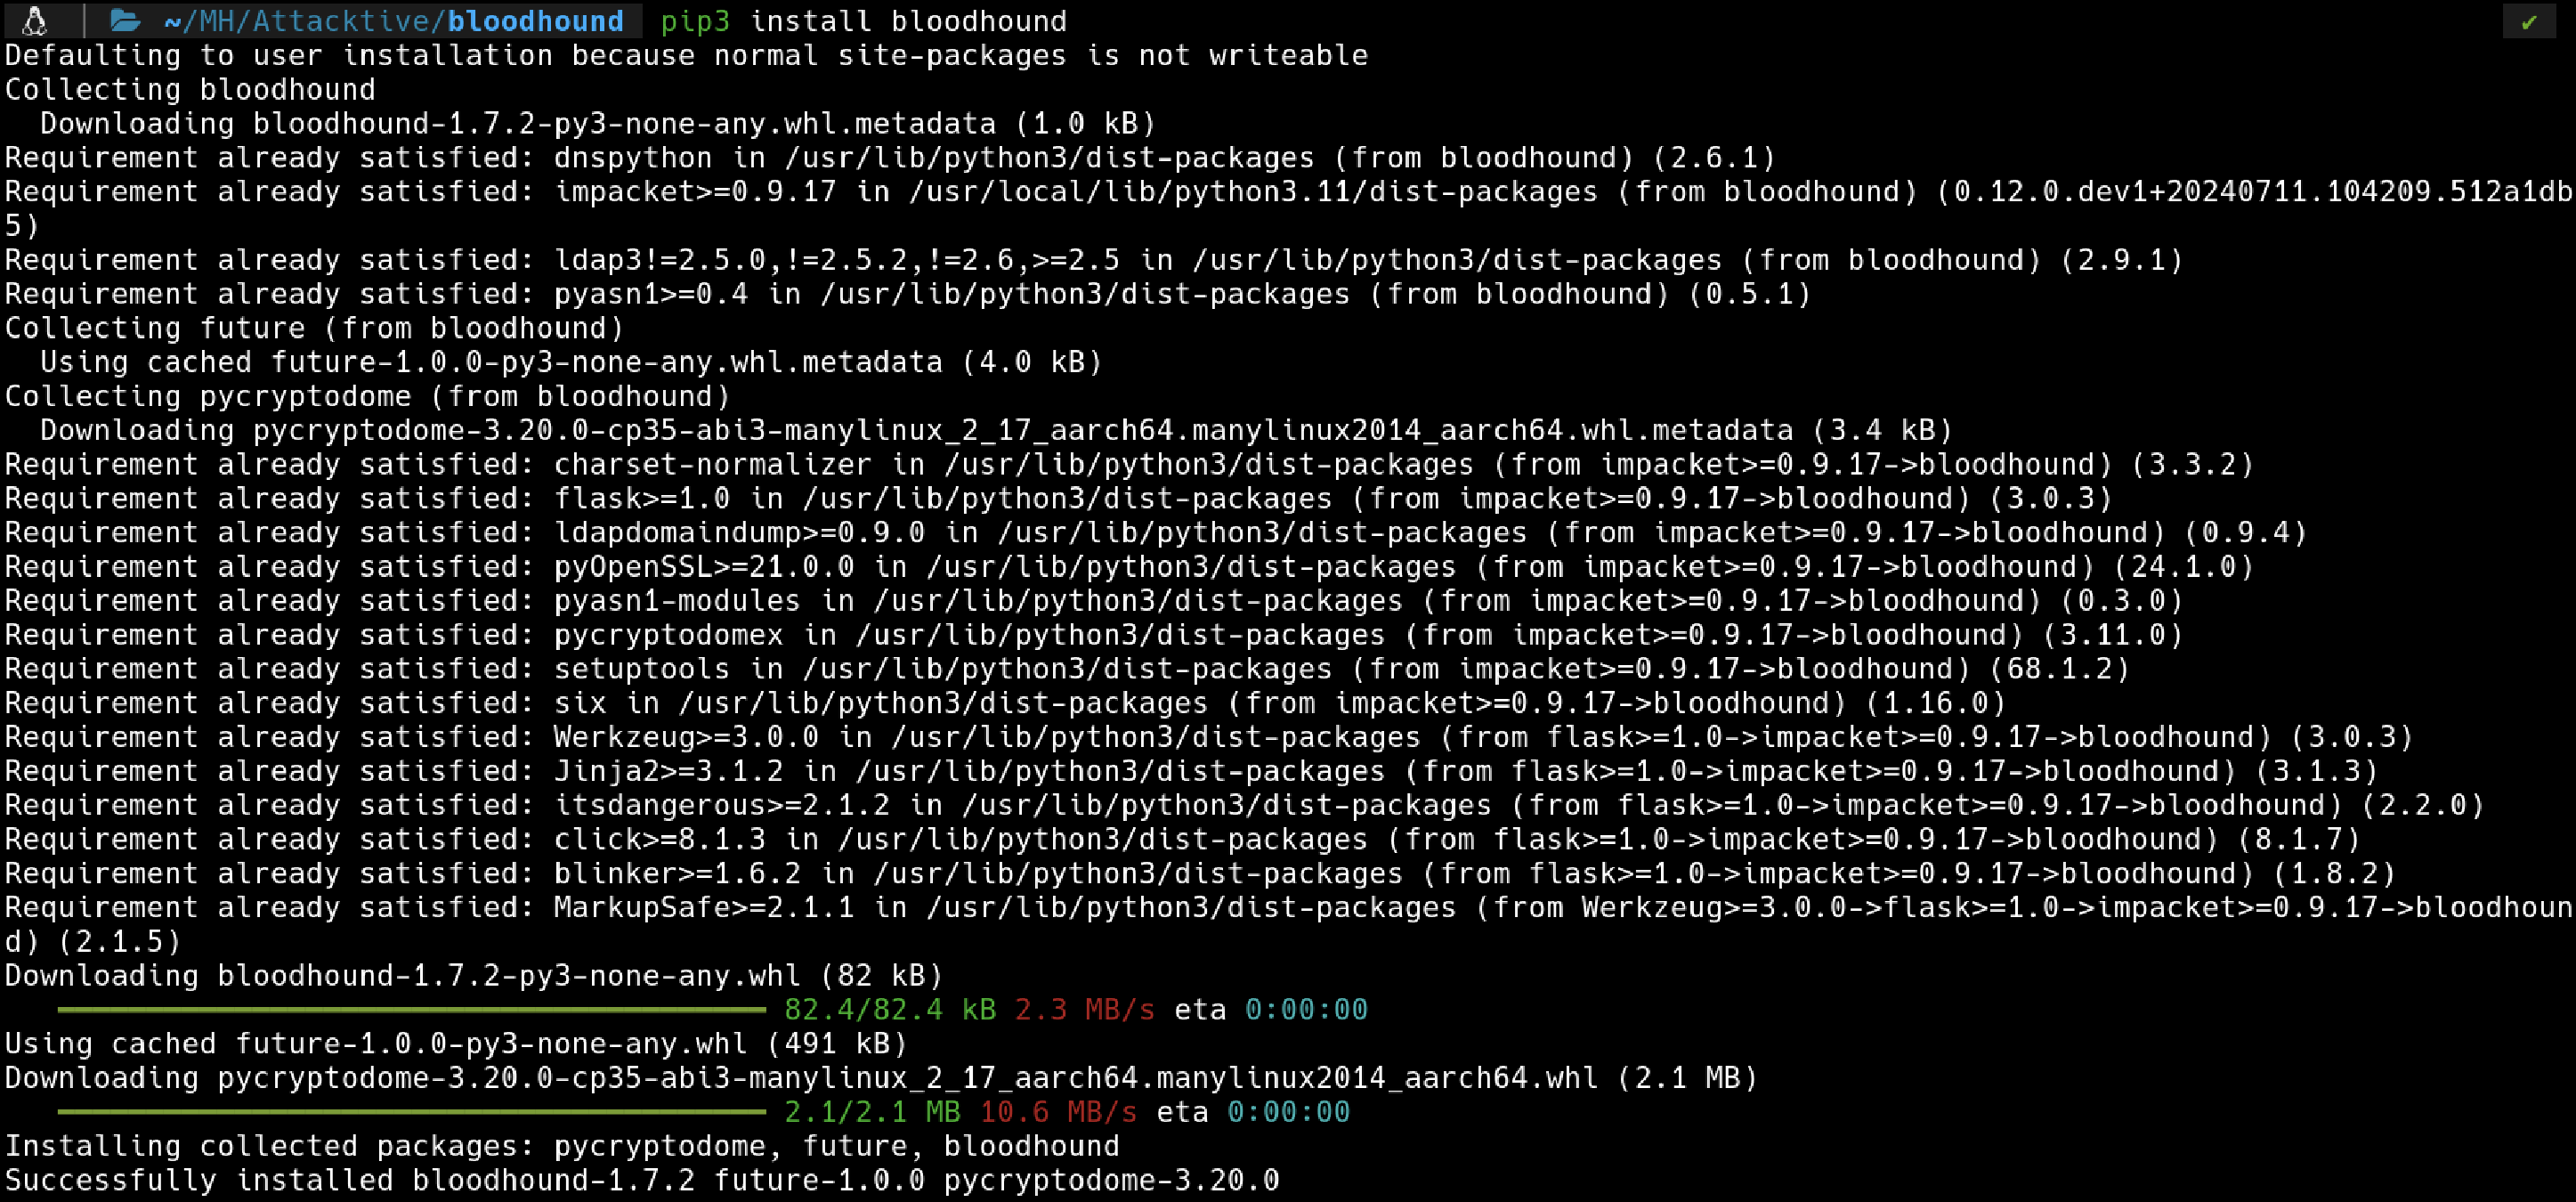 ~/MH/Attacktive/bloodhound pip3 install bloodhound ✔
Defaulting to user installation because normal site-packages is not writeable
Collecting bloodhound
  Downloading bloodhound-1.7.2-py3-none-any.whl.metadata (1.0 kB)
Requirement already satisfied: dnspython in /usr/lib/python3/dist-packages (from bloodhound) (2.6.1)
Requirement already satisfied: impacket>=0.9.17 in /usr/local/lib/python3.11/dist-packages (from bloodhound) (0.12.0.dev1+20240711.104209.512a1db
5)
Requirement already satisfied: ldap3!=2.5.0,!=2.5.2,!=2.6,>=2.5 in /usr/lib/python3/dist-packages (from bloodhound) (2.9.1)
Requirement already satisfied: pyasn1>=0.4 in /usr/lib/python3/dist-packages (from bloodhound) (0.5.1)
Collecting future (from bloodhound)
  Using cached future-1.0.0-py3-none-any.whl.metadata (4.0 kB)
Collecting pycryptodome (from bloodhound)
  Downloading pycryptodome-3.20.0-cp35-abi3-manylinux_2_17_aarch64.manylinux2014_aarch64.whl.metadata (3.4 kB)
Requirement already satisfied: charset-normalizer in /usr/lib/python3/dist-packages (from impacket>=0.9.17->bloodhound) (3.3.2)
Requirement already satisfied: flask>=1.0 in /usr/lib/python3/dist-packages (from impacket>=0.9.17->bloodhound) (3.0.3)
Requirement already satisfied: ldapdomaindump>=0.9.0 in /usr/lib/python3/dist-packages (from impacket>=0.9.17->bloodhound) (0.9.4)
Requirement already satisfied: pyOpenSSL>=21.0.0 in /usr/lib/python3/dist-packages (from impacket>=0.9.17->bloodhound) (24.1.0)
Requirement already satisfied: pyasn1-modules in /usr/lib/python3/dist-packages (from impacket>=0.9.17->bloodhound) (0.3.0)
Requirement already satisfied: pycryptodomex in /usr/lib/python3/dist-packages (from impacket>=0.9.17->bloodhound) (3.11.0)
Requirement already satisfied: setuptools in /usr/lib/python3/dist-packages (from impacket>=0.9.17->bloodhound) (68.1.2)
Requirement already satisfied: six in /usr/lib/python3/dist-packages (from impacket>=0.9.17->bloodhound) (1.16.0)
Requirement already satisfied: Werkzeug>=3.0.0 in /usr/lib/python3/dist-packages (from flask>=1.0->impacket>=0.9.17->bloodhound) (3.0.3)
Requirement already satisfied: Jinja2>=3.1.2 in /usr/lib/python3/dist-packages (from flask>=1.0->impacket>=0.9.17->bloodhound) (3.1.3)
Requirement already satisfied: itsdangerous>=2.1.2 in /usr/lib/python3/dist-packages (from flask>=1.0->impacket>=0.9.17->bloodhound) (2.2.0)
Requirement already satisfied: click>=8.1.3 in /usr/lib/python3/dist-packages (from flask>=1.0->impacket>=0.9.17->bloodhound) (8.1.7)
Requirement already satisfied: blinker>=1.6.2 in /usr/lib/python3/dist-packages (from flask>=1.0->impacket>=0.9.17->bloodhound) (1.8.2)
Requirement already satisfied: MarkupSafe>=2.1.1 in /usr/lib/python3/dist-packages (from Werkzeug>=3.0.0->flask>=1.0->impacket>=0.9.17->bloodhoun
d) (2.1.5)
Downloading bloodhound-1.7.2-py3-none-any.whl (82 kB)
82.4/82.4 kB 2.3 MB/s eta 0:00:00
Using cached future-1.0.0-py3-none-any.whl (491 kB)
Downloading pycryptodome-3.20.0-cp35-abi3-manylinux_2_17_aarch64.manylinux2014_aarch64.whl (2.1 MB)
2.1/2.1 MB 10.6 MB/s eta 0:00:00
Installing collected packages: pycryptodome, future, bloodhound
Successfully installed bloodhound-1.7.2 future-1.0.0 pycryptodome-3.20.0